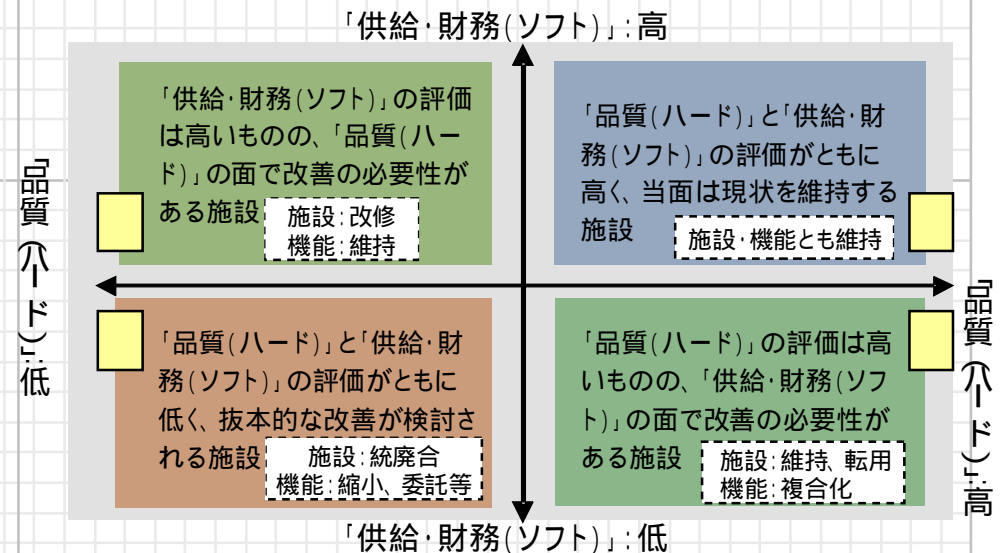 「供給・財務(ソフト)」:高
「供給・財務(ソフト)」の評価
は高いものの、「品質(ハー
ド)」の面で改善の必要性が
ある施設
施設:改修
機能:維持
「品質(ハード)」と「供給・財
務(ソフト)」の評価がともに
高く、当面は現状を維持する
施設
施設・機能とも維持
「品質(ハード)」:低
「品質(ハード)」:高
「品質(ハード)」と「供給・財
務(ソフト)」の評価がともに
低く、抜本的な改善が検討さ
れる施設
施設:統廃合
機能:縮小、委託等
「品質(ハード)」の評価は高
いものの、「供給・財務(ソフ
ト)」の面で改善の必要性が
ある施設
施設:維持、転用
機能:複合化
「供給・財務(ソフト)」:低